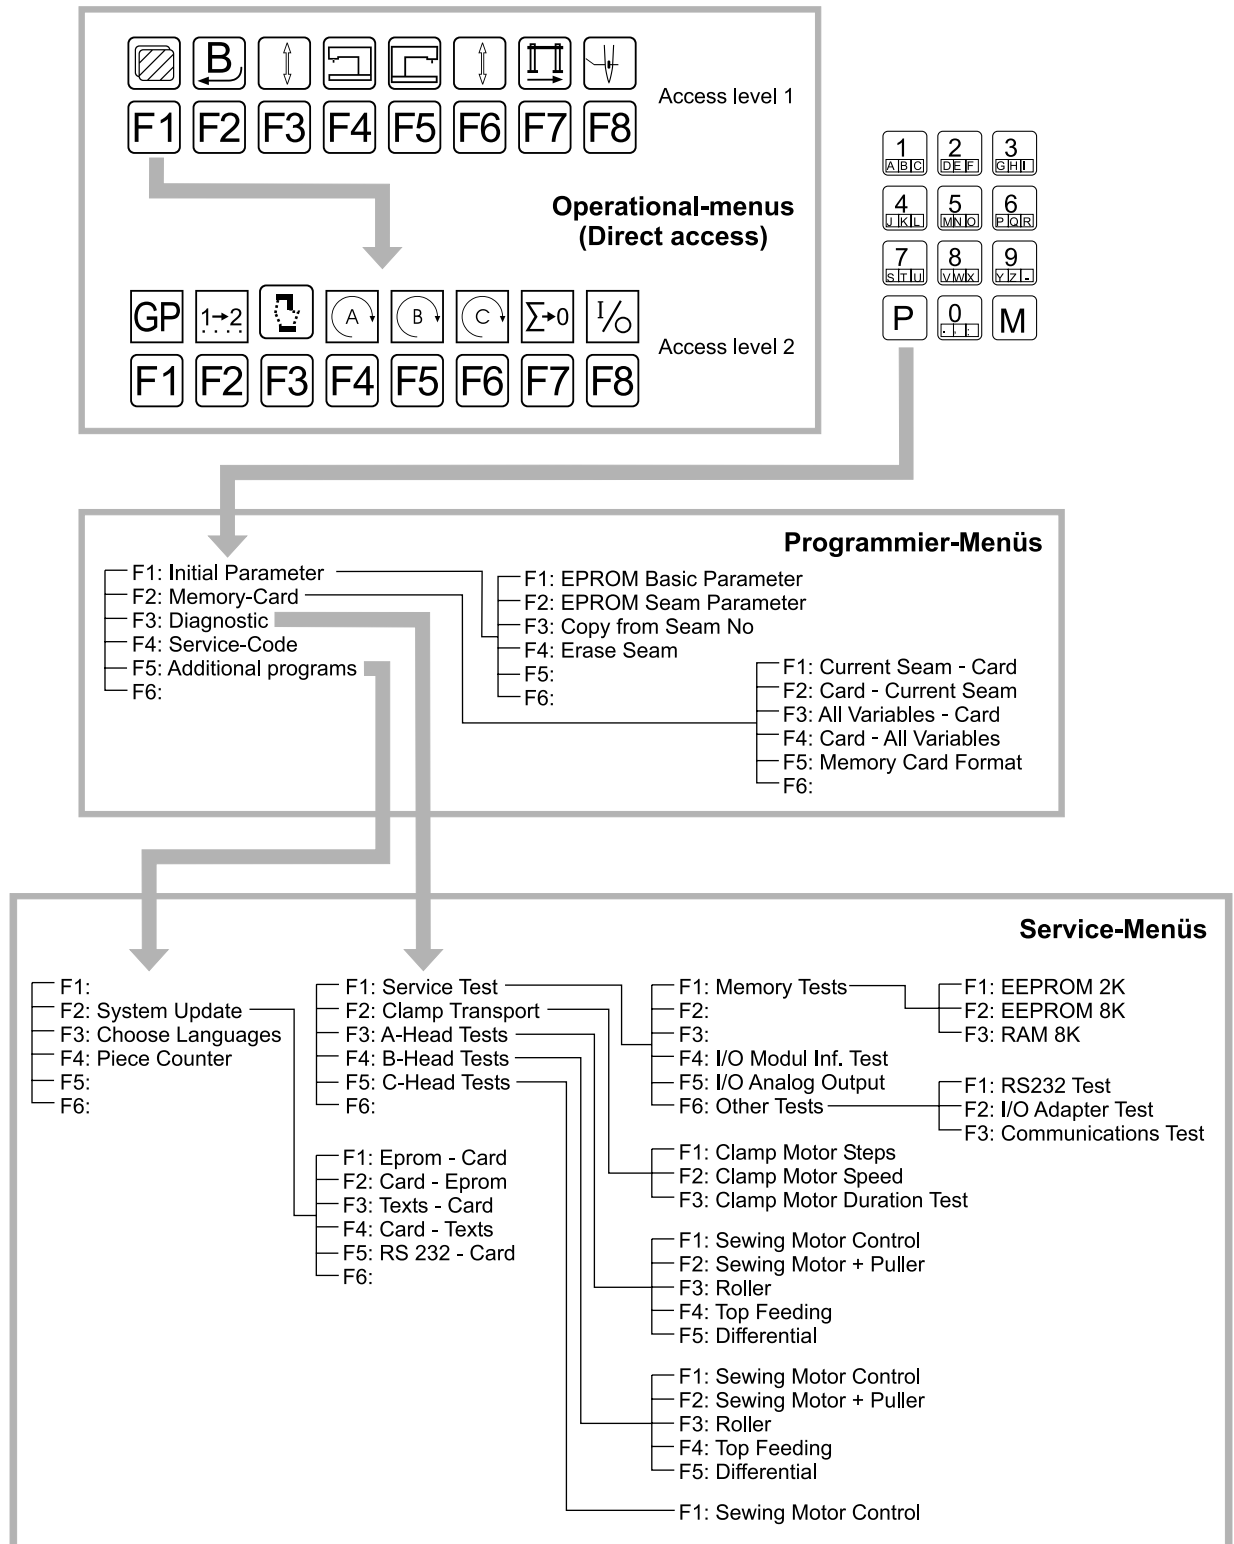 B
Access level 1
F1 F2 F3 F4 F5 F6 F7 F8
Operational-menus
(Direct access)
GP 1→2 .... A B C Σ→0 I/O
Access level 2
F1 F2 F3 F4 F5 F6 F7 F8
1 2 3
A B C D E F G H I
4 5 6
J K L M N O P Q R
7 8 9
S T U V W X Y Z -
P 0 M
. , :
Programmier-Menüs
F1: Initial Parameter
F2: Memory-Card
F3: Diagnostic
F4: Service-Code
F5: Additional programs
F6:
F1: EPROM Basic Parameter
F2: EPROM Seam Parameter
F3: Copy from Seam No
F4: Erase Seam
F5:
F6:
F1: Current Seam - Card
F2: Card - Current Seam
F3: All Variables - Card
F4: Card - All Variables
F5: Memory Card Format
F6:
Service-Menüs
F1:
F2: System Update
F3: Choose Languages
F4: Piece Counter
F5:
F6:
F1: Service Test
F2: Clamp Transport
F3: A-Head Tests
F4: B-Head Tests
F5: C-Head Tests
F6:
F1: Eprom - Card
F2: Card - Eprom
F3: Texts - Card
F4: Card - Texts
F5: RS 232 - Card
F6:
F1: Memory Tests
F2:
F3:
F4: I/O Modul Inf. Test
F5: I/O Analog Output
F6: Other Tests
F1: EEPROM 2K
F2: EEPROM 8K
F3: RAM 8K
F1: RS232 Test
F2: I/O Adapter Test
F3: Communications Test
F1: Clamp Motor Steps
F2: Clamp Motor Speed
F3: Clamp Motor Duration Test
F1: Sewing Motor Control
F2: Sewing Motor + Puller
F3: Roller
F4: Top Feeding
F5: Differential
F1: Sewing Motor Control
F2: Sewing Motor + Puller
F3: Roller
F4: Top Feeding
F5: Differential
F1: Sewing Motor Control